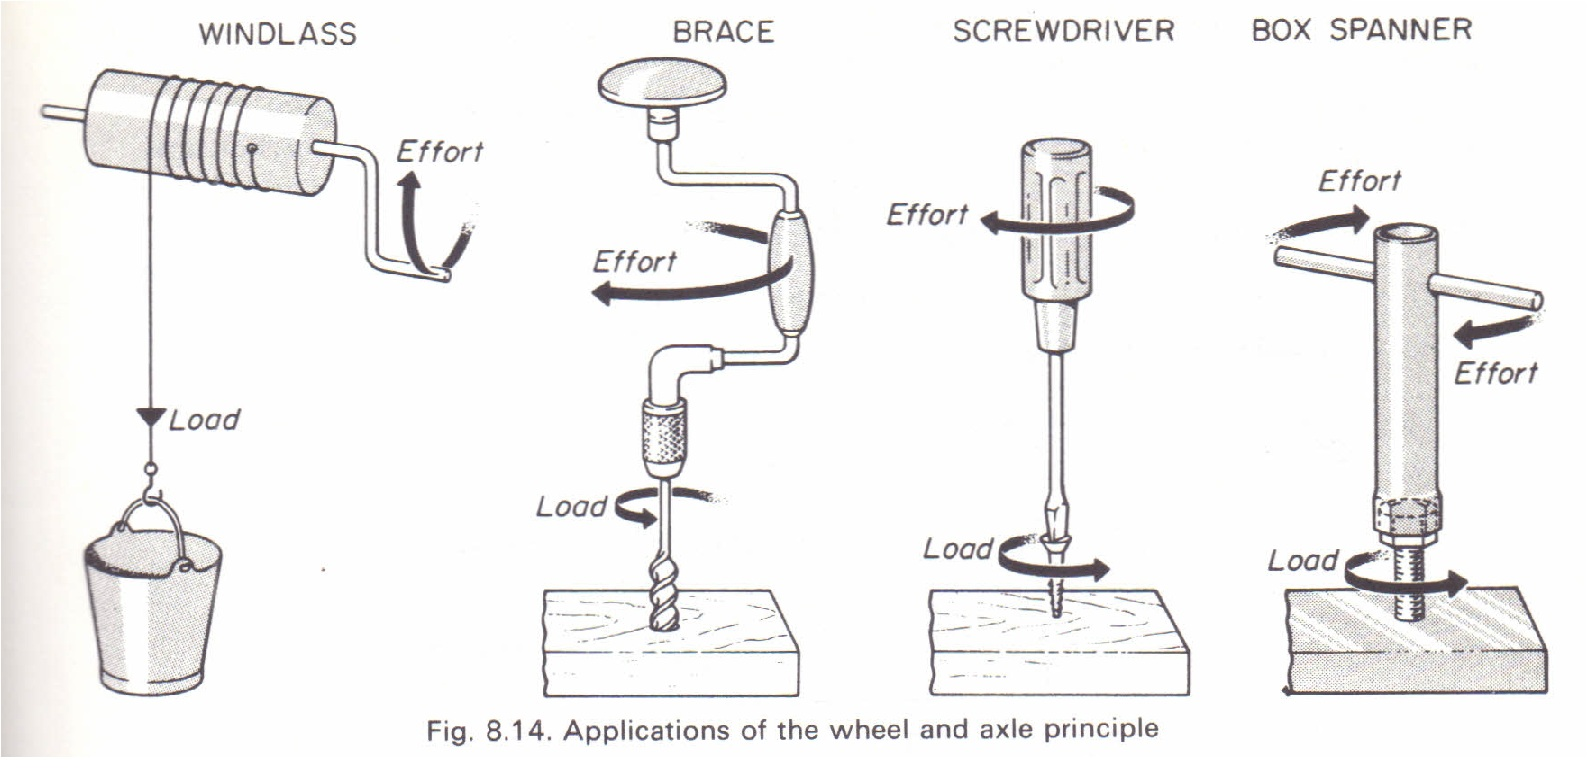 WINDLASS
BRACE
SCREWDRIVER
BOX SPANNER
Effort
Effort
Effort
Effort
Effort
Load
Load
Load
Load
Fig. 8.14. Applications of the wheel and axle principle